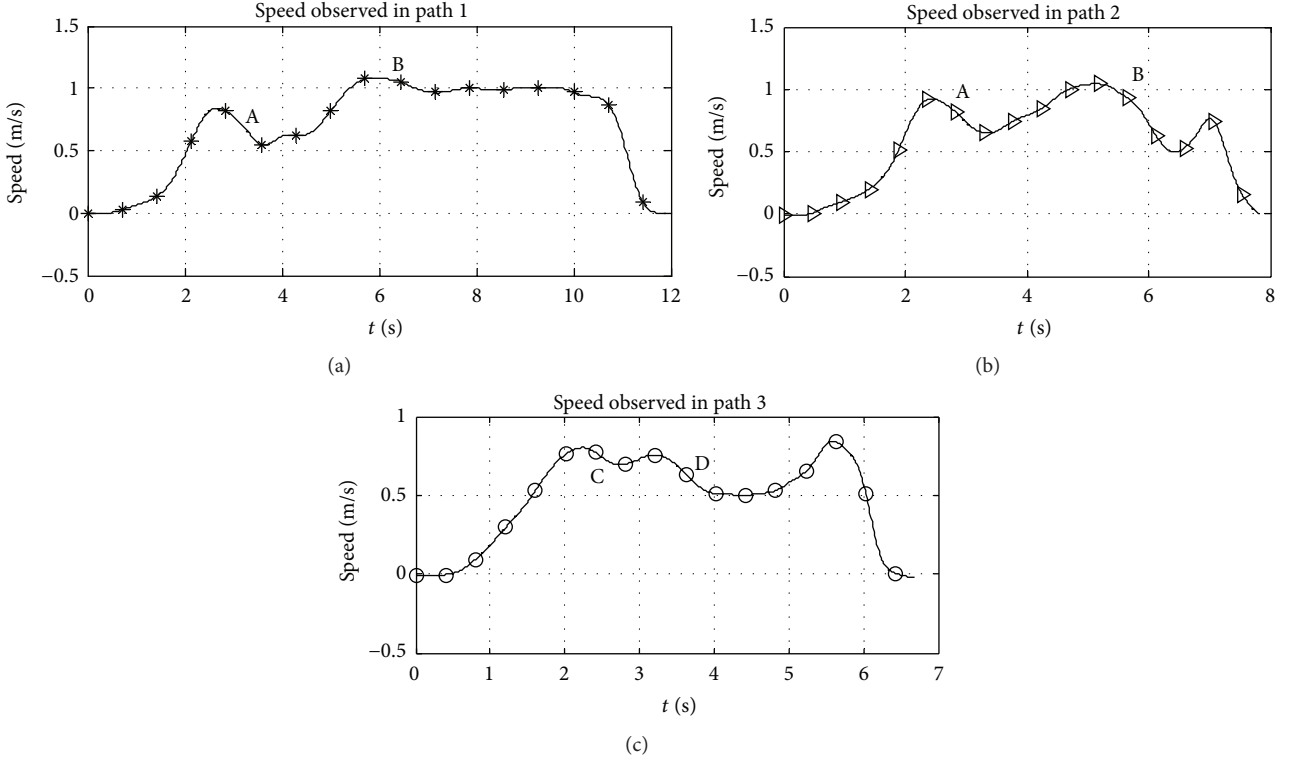 Speed observed in path 1
Speed (m/s)
1.5
1
0.5
0
−0.5
A
B
0 2 4 6 8 10 12
t (s)
(a)
Speed observed in path 2
Speed (m/s)
1.5
1
0.5
0
−0.5
A
B
0 2 4 6 8
t (s)
(b)
Speed observed in path 3
Speed (m/s)
1
0.5
0
−0.5
C
D
0 1 2 3 4 5 6 7
t (s)
(c)